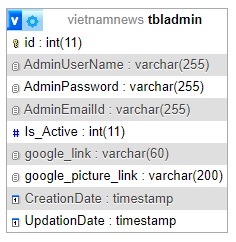 v vietnamnews tbladmin
id : int(11)
AdminUserName : varchar(255)
AdminPassword : varchar(255)
AdminEmailId : varchar(255)
# Is_Active : int(11)
google_link : varchar(60)
google_picture_link : varchar(200)
CreationDate : timestamp
UpdationDate : timestamp